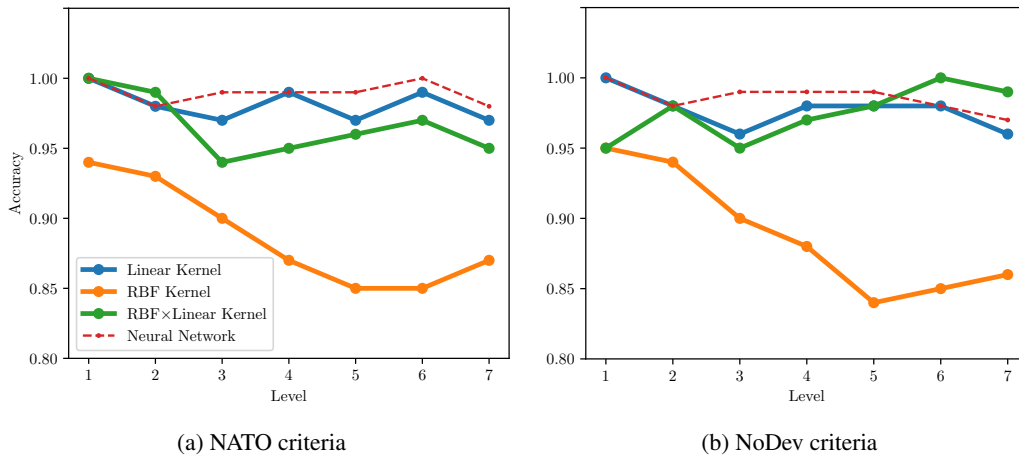 Accuracy
1.00
0.95
0.90
0.85
0.80
Linear Kernel
RBF Kernel
RBF×Linear Kernel
Neural Network
1 2 3 4 5 6 7
Level
(a) NATO criteria
1.00
0.95
0.90
0.85
0.80
1 2 3 4 5 6 7
Level
(b) NoDev criteria